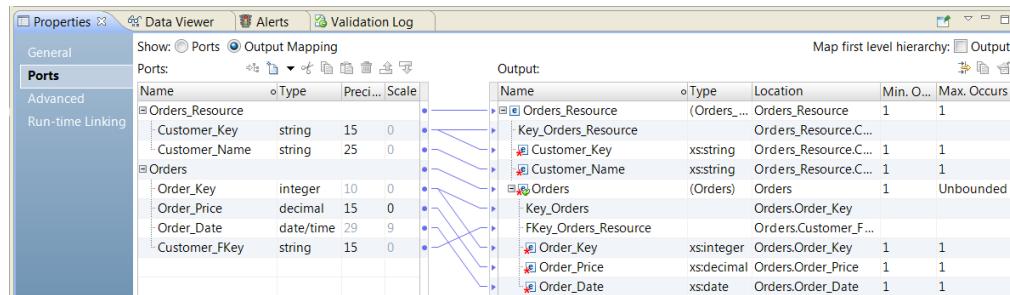 Properties Data Viewer Alerts Validation Log
General
Ports
Advanced
Run-time Linking
Show: Ports Output Mapping Map first level hierarchy: Output
Ports: Output:
Name Type Preci... Scale Name Type Location Min. O... Max. Occurs
Orders_Resource Orders_Resource (Orders_... Orders_Resource 1 1
Customer_Key string 15 0 Key_Orders_Resource Orders_Resource.C...
Customer_Name string 25 0 Customer_Key xs:string Orders_Resource.C... 1 1
Orders Customer_Name xs:string Orders_Resource.C... 1 1
Order_Key integer 10 0 Orders (Orders) Orders 1 Unbounded
Order_Price decimal 15 0 Key_Orders Orders.Order_Key
Order_Date date/time 29 9 FKey_Orders_Resource Orders.Customer_F...
Customer_FKey string 15 0 Order_Key xs:integer Orders.Order_Key 1 1
Order_Price xs:decimal Orders.Order_Price 1 1
Order_Date xs:date Orders.Order_Date 1 1